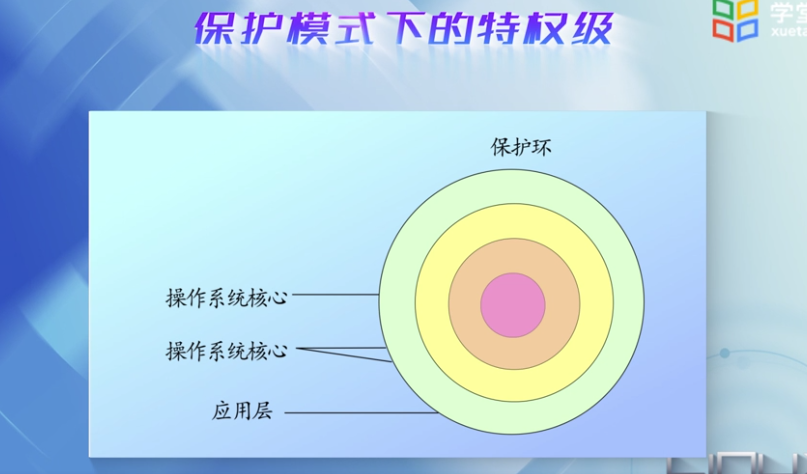 保护模式下的特权级
学堂
xueta
保护环
操作系统核心
操作系统核心
应用层